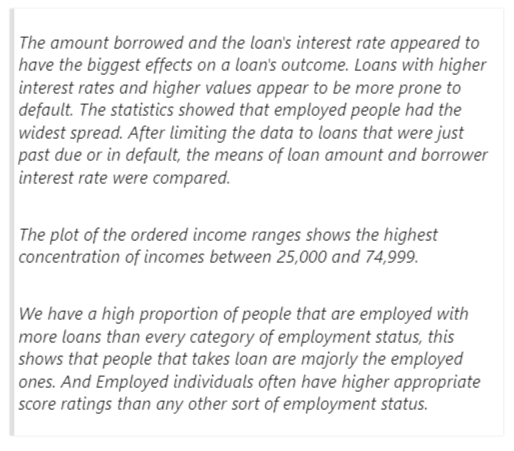 The amount borrowed and the loan's interest rate appeared to
have the biggest effects on a loan's outcome. Loans with higher
interest rates and higher values appear to be more prone to
default. The statistics showed that employed people had the
widest spread. After limiting the data to loans that were just
past due or in default, the means of loan amount and borrower
interest rate were compared.
The plot of the ordered income ranges shows the highest
concentration of incomes between 25,000 and 74,999.
We have a high proportion of people that are employed with
more loans than every category of employment status, this
shows that people that takes loan are majorly the employed
ones. And Employed individuals often have higher appropriate
score ratings than any other sort of employment status.